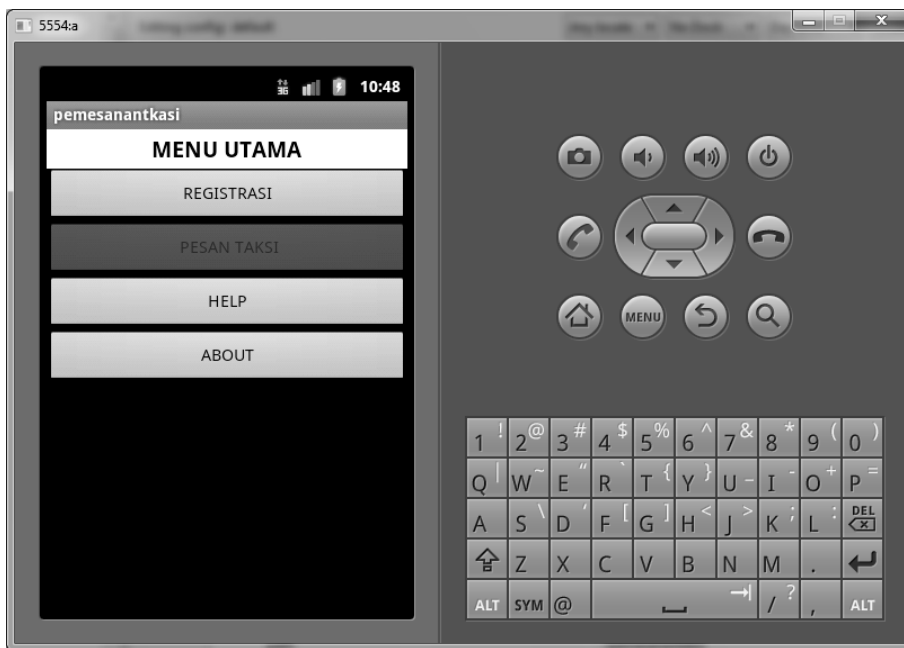 5554:a
3G 10:48
pemesanantkasi
MENU UTAMA
REGISTRASI
PESAN TAKSI
HELP
ABOUT
MENU
1 ! 2 @ 3 # 4 $ 5 % 6 ^ 7 & 8 * 9 ( 0 )
Q | W ~ E " R ` T { Y } U _ I - O + P =
A S \ D ' F [ G ] H < J > K ; L : DEL
Z X C V B N M .
ALT SYM @ / ? , ALT